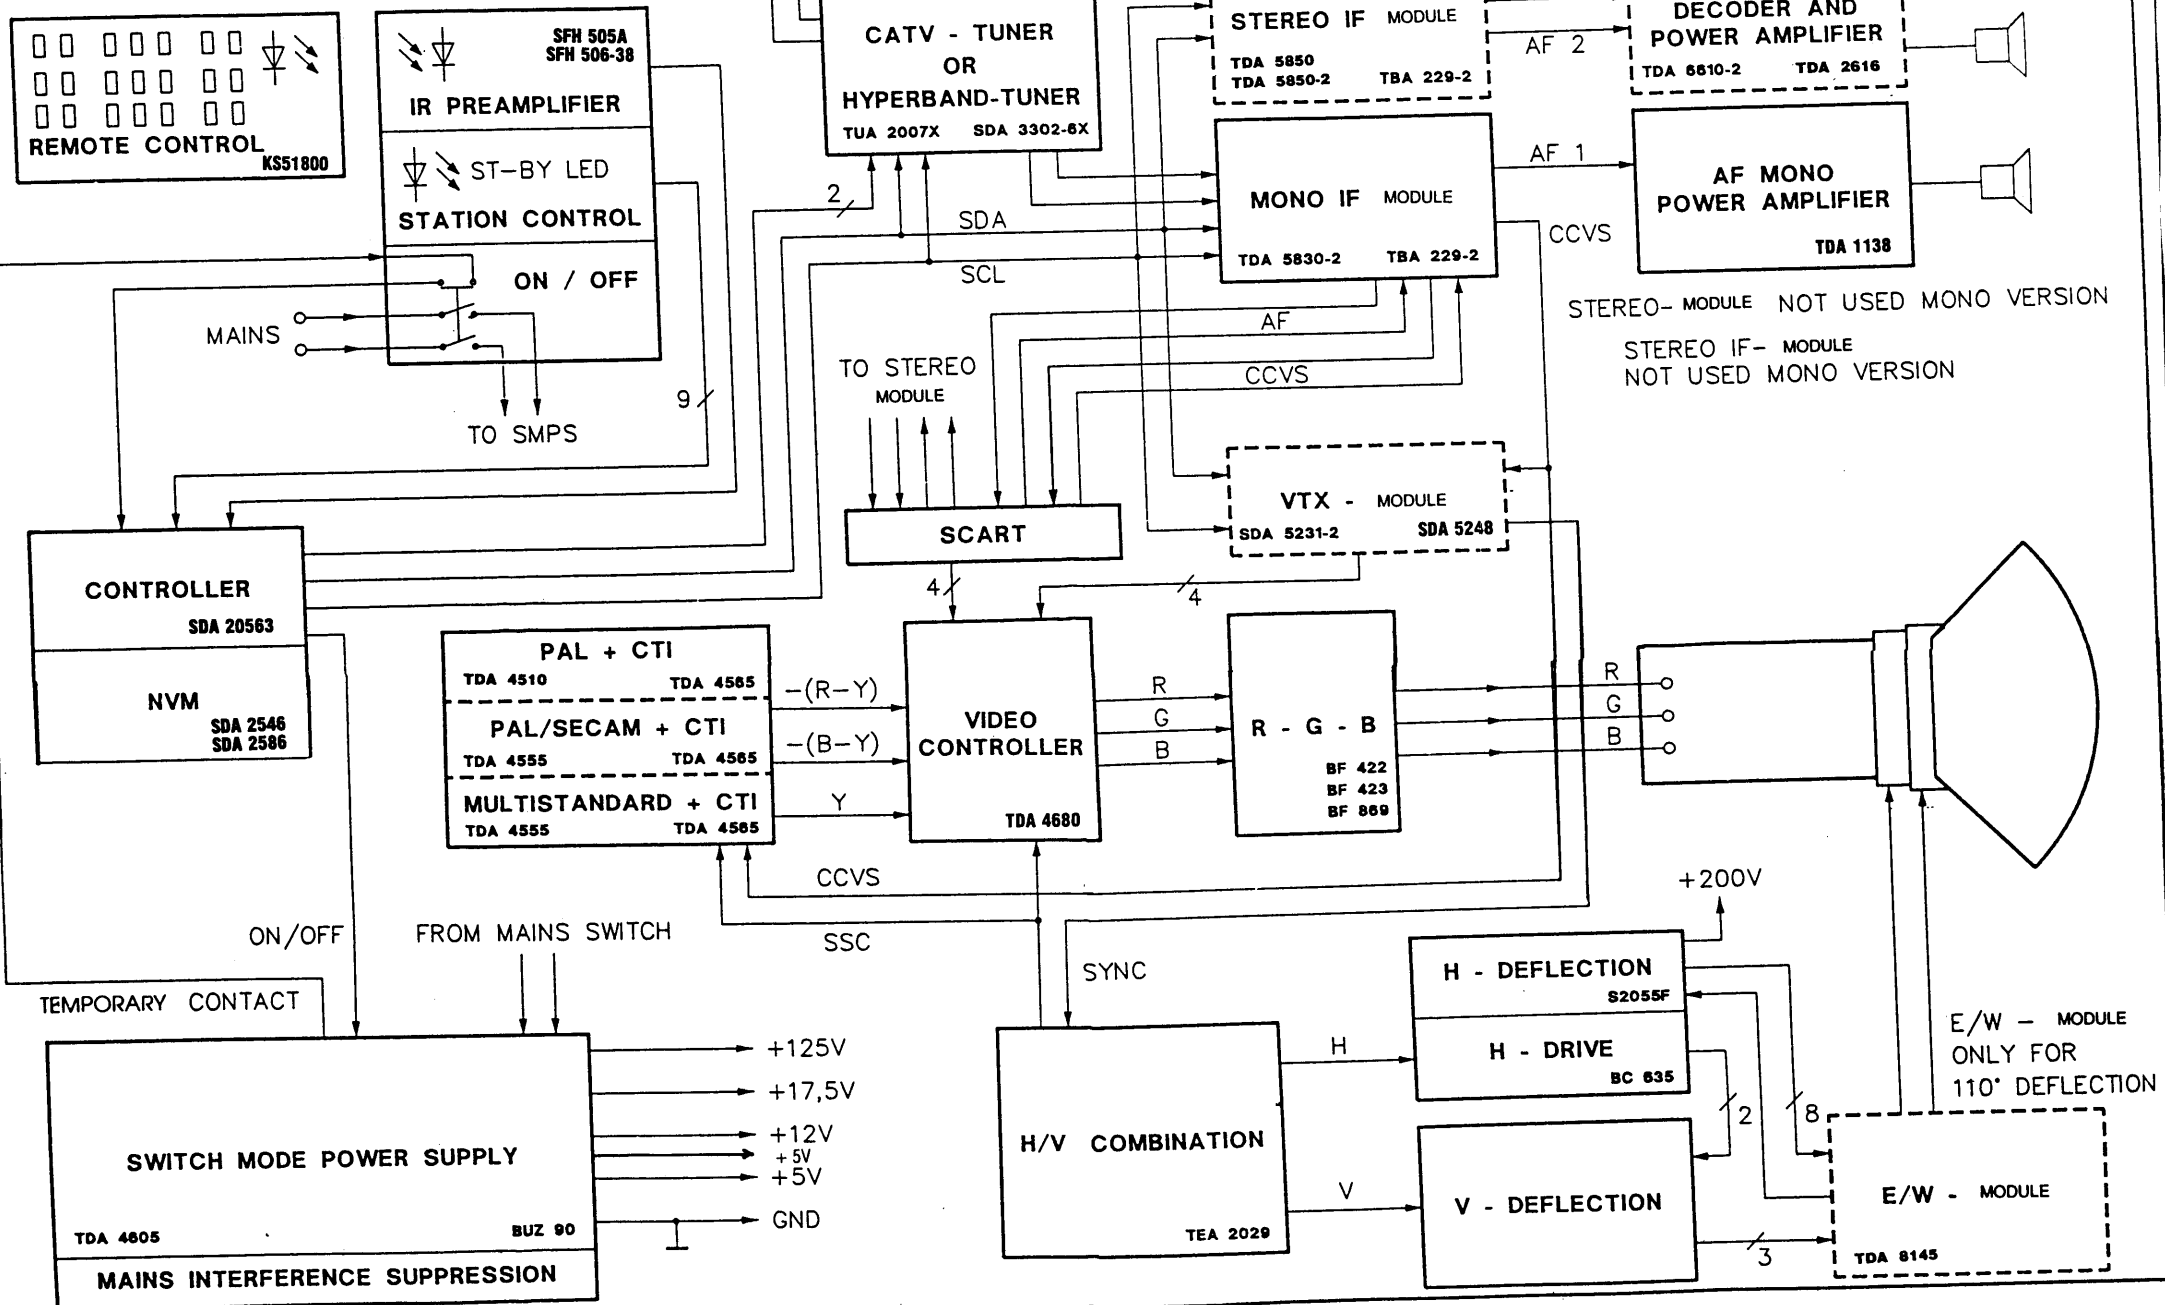 REMOTE CONTROL
KS51800
SFH 505A
SFH 506-38
IR PREAMPLIFIER
ST-BY LED
STATION CONTROL
ON / OFF
MAINS
TO SMPS
9
CATV - TUNER
OR
HYPERBAND-TUNER
TUA 2007X SDA 3302-6X
2
SDA
SCL
STEREO IF MODULE
TDA 5850
TDA 5850-2 TBA 229-2
AF 2
DECODER AND
POWER AMPLIFIER
TDA 6610-2 TDA 2616
MONO IF MODULE
TDA 5830-2 TBA 229-2
AF 1
CCVS
AF MONO
POWER AMPLIFIER
TDA 1138
STEREO- MODULE NOT USED MONO VERSION
STEREO IF- MODULE
NOT USED MONO VERSION
AF
CCVS
TO STEREO
MODULE
SCART
4
VTX - MODULE
SDA 5231-2 SDA 5248
4
CONTROLLER
SDA 20563
NVM
SDA 2546
SDA 2586
PAL + CTI
TDA 4510 TDA 4565
PAL/SECAM + CTI
TDA 4555 TDA 4565
MULTISTANDARD + CTI
TDA 4555 TDA 4565
-(R-Y)
-(B-Y)
Y
VIDEO
CONTROLLER
TDA 4680
R
G
B
R - G - B
BF 422
BF 423
BF 869
R
G
B
CCVS
SSC
SYNC
ON/OFF
FROM MAINS SWITCH
TEMPORARY CONTACT
SWITCH MODE POWER SUPPLY
TDA 4605 BUZ 90
MAINS INTERFERENCE SUPPRESSION
+125V
+17,5V
+12V
+5V
+5V
GND
H/V COMBINATION
TEA 2029
H
V
+200V
H - DEFLECTION
S2055F
H - DRIVE
BC 635
2
8
V - DEFLECTION
3
E/W - MODULE
ONLY FOR
110° DEFLECTION
E/W - MODULE
TDA 8145